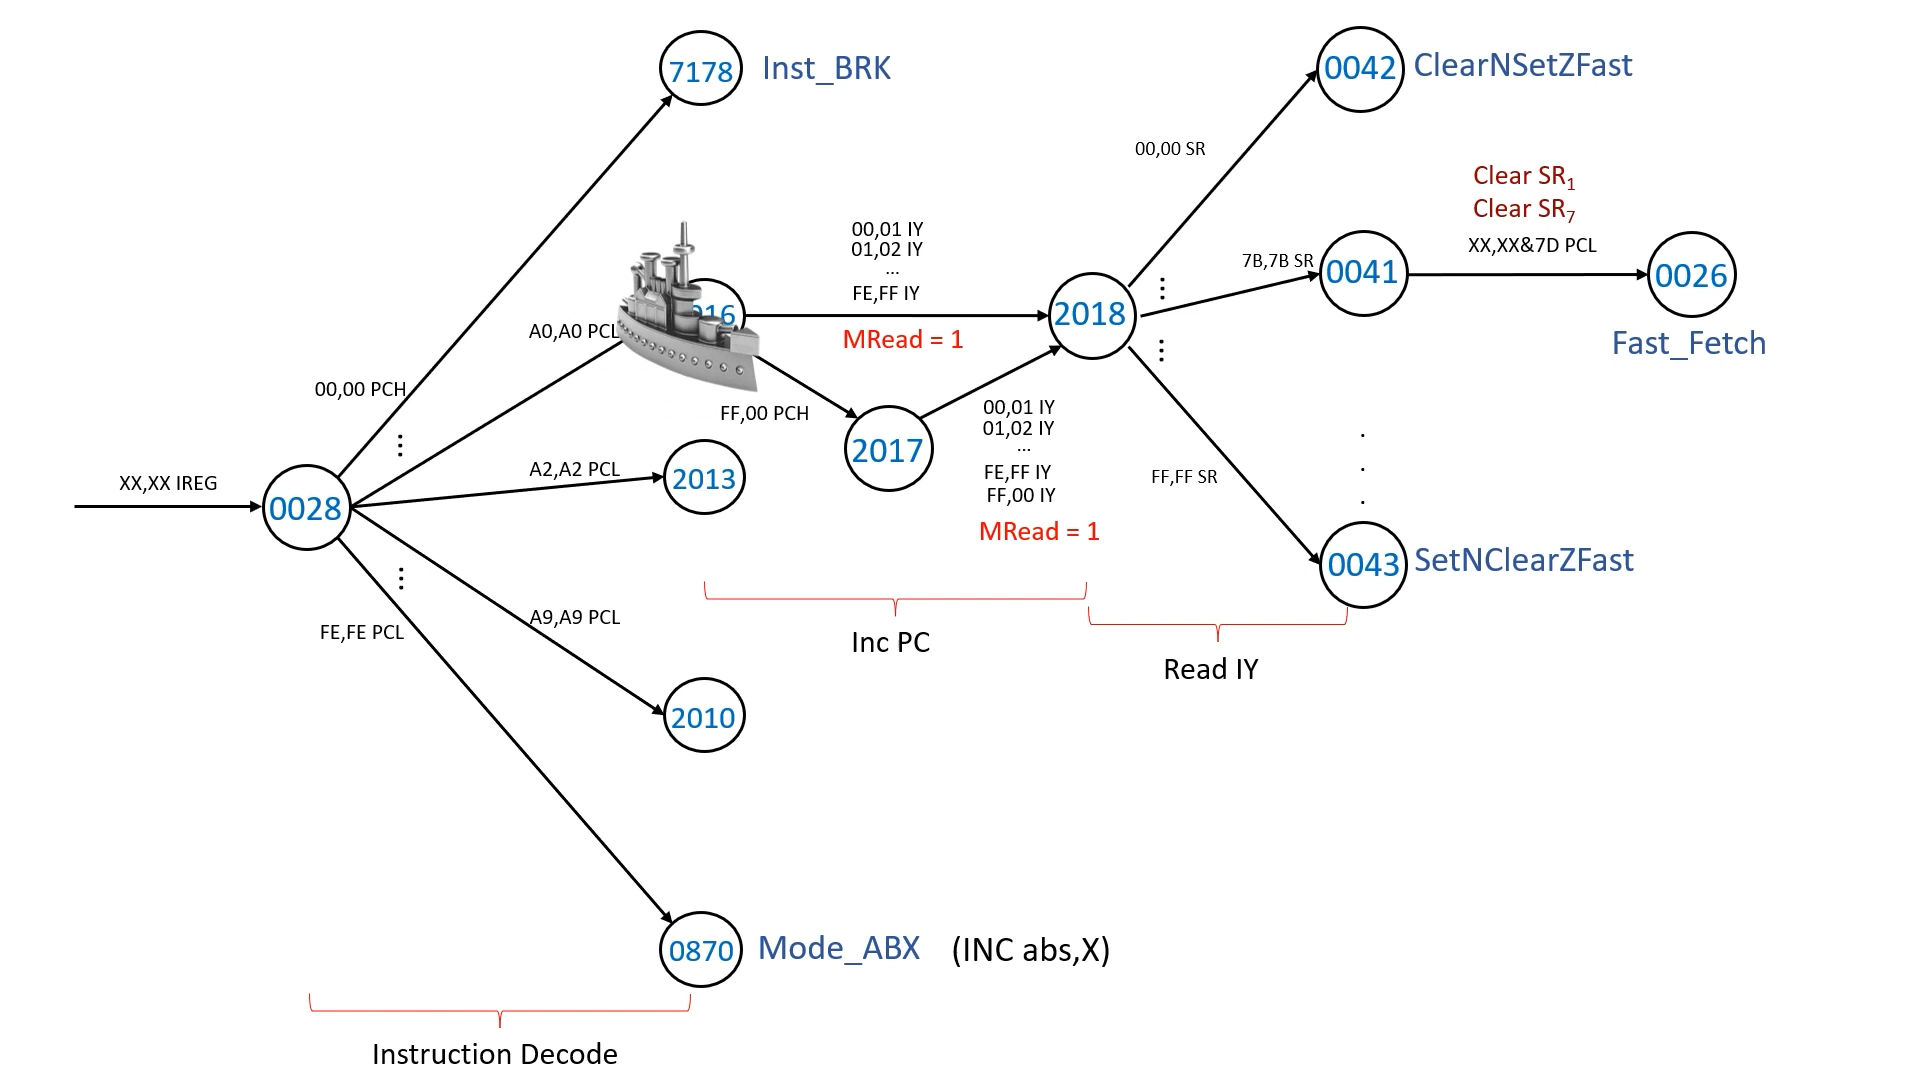 7178 Inst_BRK
0042 ClearNSetZFast
00,00 SR
Clear SR1
Clear SR7
XX,XX&7D PCL
00,01 IY
01,02 IY
...
FE,FF IY
MRead = 1
7B,7B SR
0041
0026
Fast_Fetch
2018
A0,A0 PCL
00,00 PCH
FF,00 PCH
2017
00,01 IY
01,02 IY
...
FE,FF IY
FF,00 IY
MRead = 1
FF,FF SR
XX,XX IREG
0028
A2,A2 PCL
2013
0043 SetNClearZFast
Inc PC
Read IY
FE,FE PCL
A9,A9 PCL
2010
0870 Mode_ABX (INC abs,X)
Instruction Decode